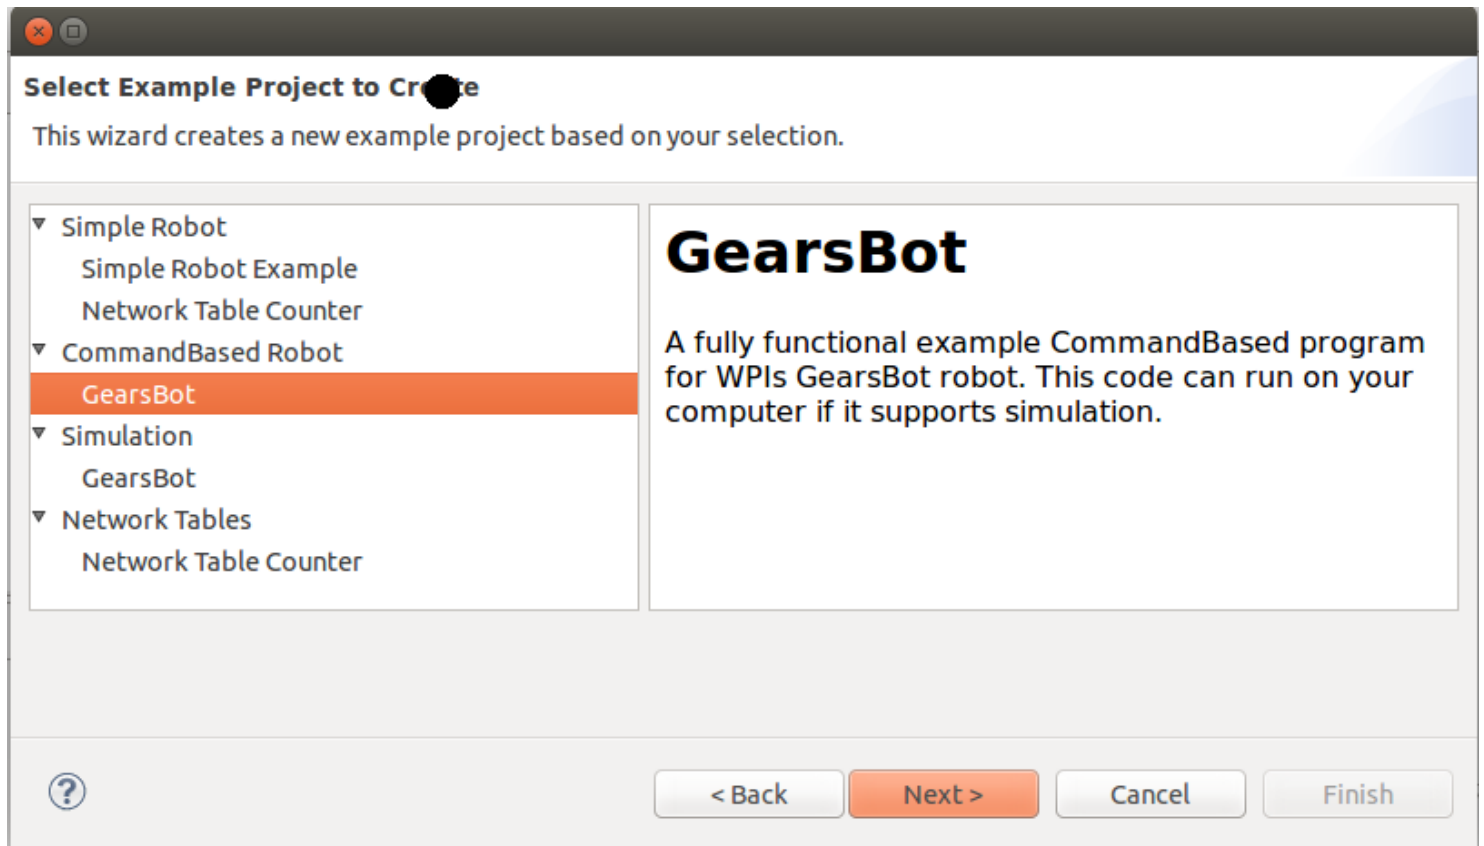 Select Example Project to
This wizard creates a new example project based on your selection.
Simple Robot
Simple Robot Example
Network Table Counter
CommandBased Robot
GearsBot
Simulation
GearsBot
Network Tables
Network Table Counter
GearsBot
A fully functional example CommandBased program
for WPIs GearsBot robot. This code can run on your
computer if it supports simulation.
?
< Back
Next >
Cancel
Finish